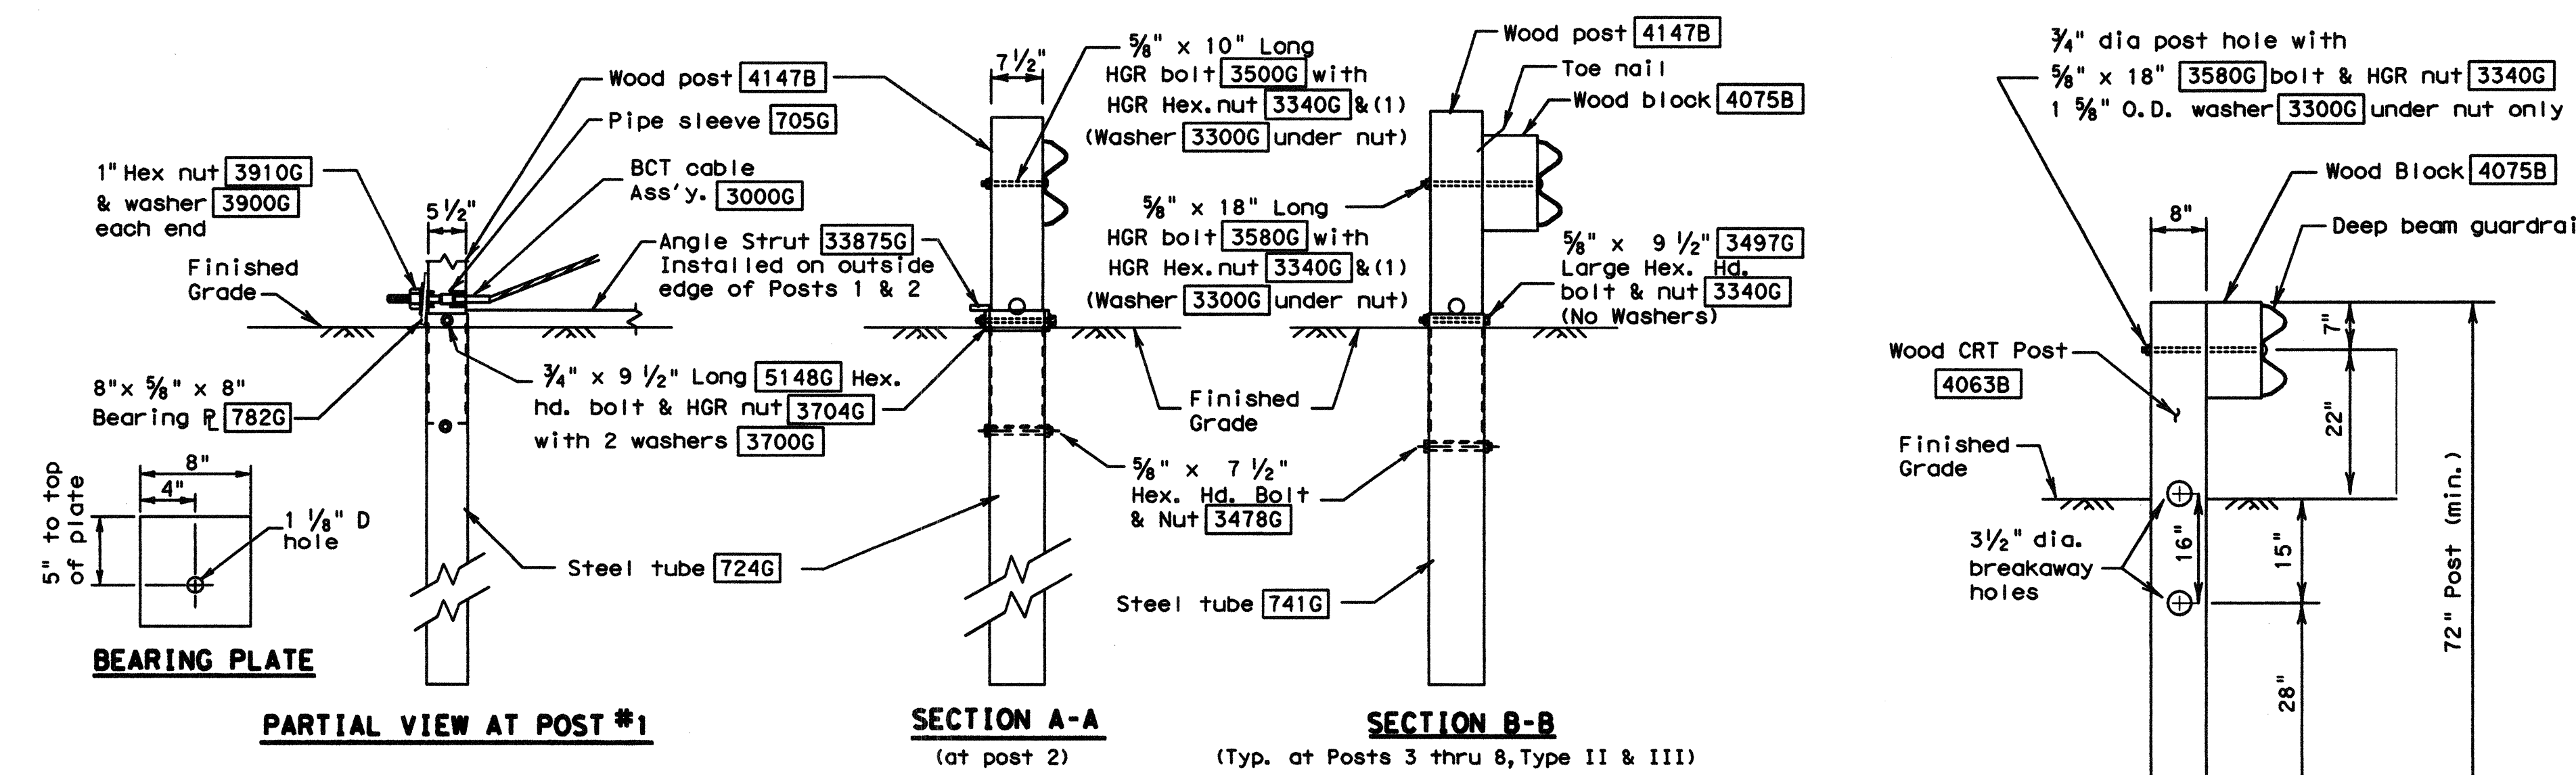 Wood post 4147B
Pipe sleeve 705G
1" Hex nut 3910G
& washer 3900G
each end
BCT cable
Ass'y. 3000G
5 1/2"
Angle Strut 33875G
Installed on outside
edge of Posts 1 & 2
Finished
Grade
8"x 5/8" x 8"
Bearing ℄ 782G
3/4" x 9 1/2" Long 5148G Hex.
hd. bolt & HGR nut 3704G
with 2 washers 3700G
8"
4"
5" to top
of plate
1 1/8" D
hole
Steel tube 724G
BEARING PLATE
PARTIAL VIEW AT POST #1
7 1/2"
5/8" x 10" Long
HGR bolt 3500G with
HGR Hex. nut 3340G &(1)
(Washer 3300G under nut)
5/8" x 18" Long
HGR bolt 3580G with
HGR Hex. nut 3340G &(1)
(Washer 3300G under nut)
Finished
Grade
5/8" x 7 1/2"
Hex. Hd. Bolt
& Nut 3478G
SECTION A-A
(at post 2)
Wood post 4147B
Toe nail
Wood block 4075B
5/8" x 9 1/2" 3497G
Large Hex. Hd.
bolt & nut 3340G
(No Washers)
Steel tube 741G
SECTION B-B
(Typ. at Posts 3 thru 8, Type II & III)
3/4" dia post hole with
5/8" x 18" 3580G bolt & HGR nut 3340G
1 5/8" O.D. washer 3300G under nut only
Wood Block 4075B
8"
Deep beam guardrai
7"
Wood CRT Post
4063B
22"
Finished
Grade
3 1/2" dia.
breakaway
holes
16"
15"
28"
72" Post (min.)